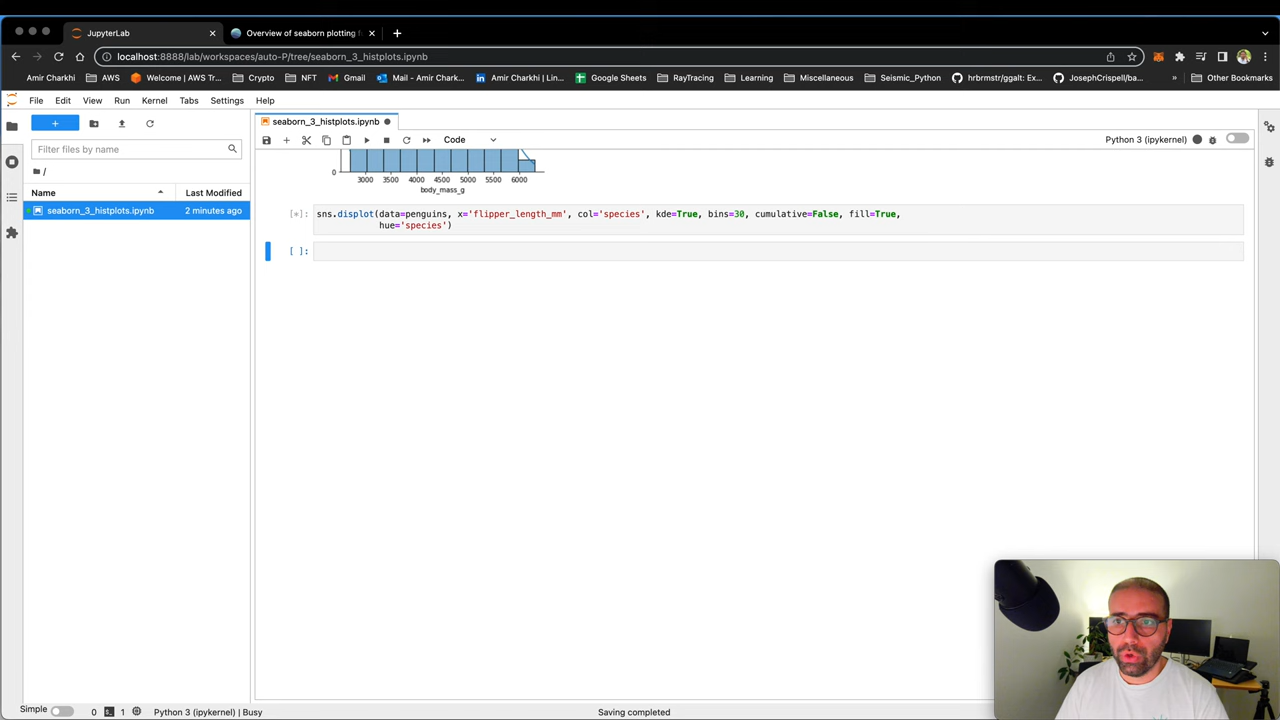 JupyterLab
Overview of seaborn plotting f
localhost:8888/lab/workspaces/auto-P/tree/seaborn_3_histplots.ipynb
Amir Charkhi AWS Welcome | AWS Tr... Crypto NFT Gmail Mail - Amir Charkh... Amir Charkhi | Lin... Google Sheets RayTracing Learning Miscellaneous Seismic_Python hrbrmstr/ggalt: Ex... JosephCrispell/ba... » Other Bookmarks
File Edit View Run Kernel Tabs Settings Help
+
seaborn_3_histplots.ipynb
Code
Python 3 (ipykernel)
Filter files by name
/
Name Last Modified
seaborn_3_histplots.ipynb 2 minutes ago
0
3000 3500 4000 4500 5000 5500 6000
body_mass_g
[*]: sns.displot(data=penguins, x='flipper_length_mm', col='species', kde=True, bins=30, cumulative=False, fill=True,
hue='species')
[ ]:
Simple 0 1 Python 3 (ipykernel) | Busy Saving completed